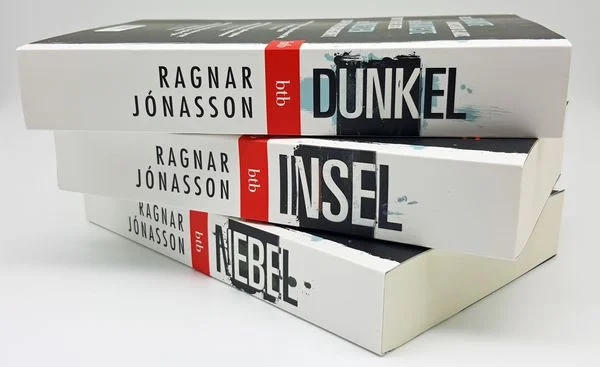 RAGNAR
JÓNASSON
btb
DUNKEL
RAGNAR
JÓNASSON
btb
INSEL
RAGNAR
JÓNASSON
btb
NEBEL